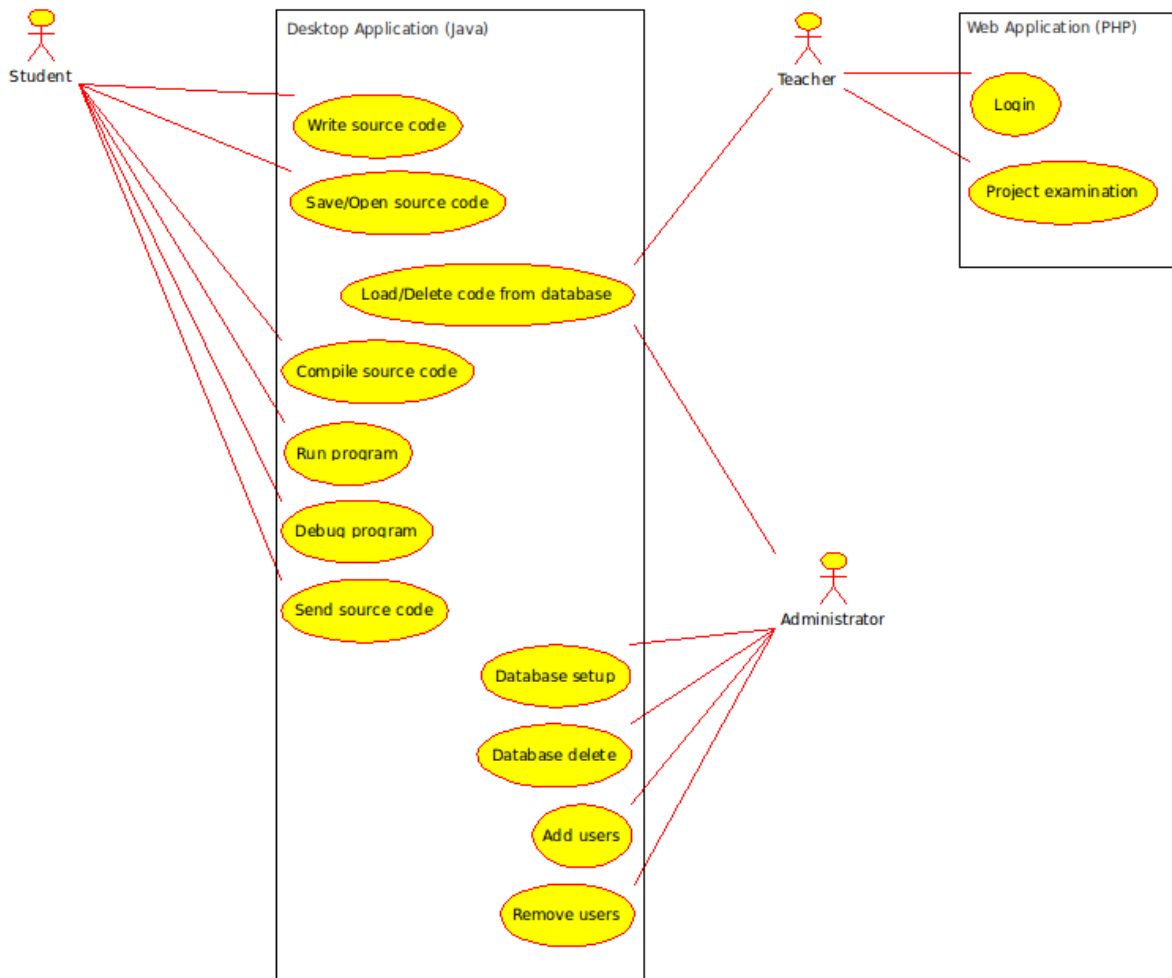 Desktop Application (Java)
Web Application (PHP)
Student
Teacher
Login
Write source code
Project examination
Save/Open source code
Load/Delete code from database
Compile source code
Run program
Debug program
Send source code
Administrator
Database setup
Database delete
Add users
Remove users